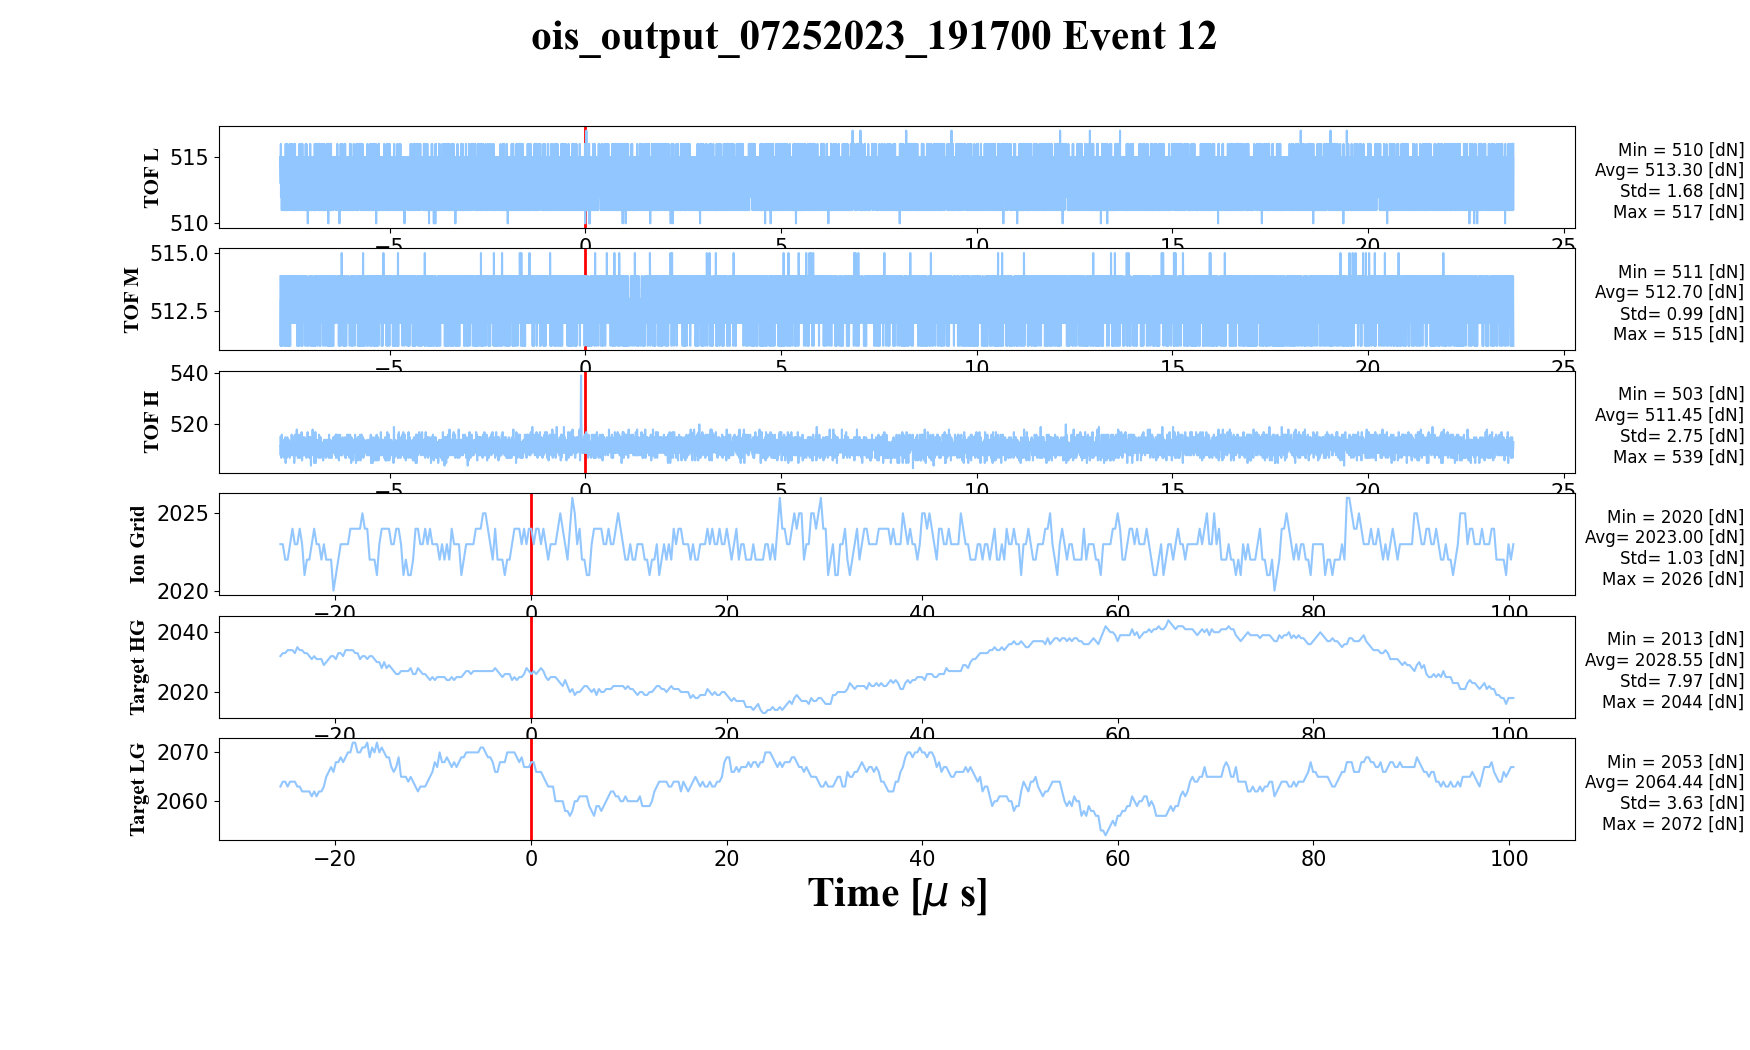 ois_output_07252023_191700 Event 12
TOF L
515
510
−5 0 5 10 15 20 25
Min = 510 [dN]
Avg= 513.30 [dN]
Std= 1.68 [dN]
Max = 517 [dN]
TOF M
515.0
512.5
−5 0 5 10 15 20 25
Min = 511 [dN]
Avg= 512.70 [dN]
Std= 0.99 [dN]
Max = 515 [dN]
TOF H
540
520
−5 0 5 10 15 20 25
Min = 503 [dN]
Avg= 511.45 [dN]
Std= 2.75 [dN]
Max = 539 [dN]
Ion Grid
2025
2020
−20 0 20 40 60 80 100
Min = 2020 [dN]
Avg= 2023.00 [dN]
Std= 1.03 [dN]
Max = 2026 [dN]
Target HG
2040
2020
−20 0 20 40 60 80 100
Min = 2013 [dN]
Avg= 2028.55 [dN]
Std= 7.97 [dN]
Max = 2044 [dN]
Target LG
2070
2060
−20 0 20 40 60 80 100
Min = 2053 [dN]
Avg= 2064.44 [dN]
Std= 3.63 [dN]
Max = 2072 [dN]
Time [μ s]